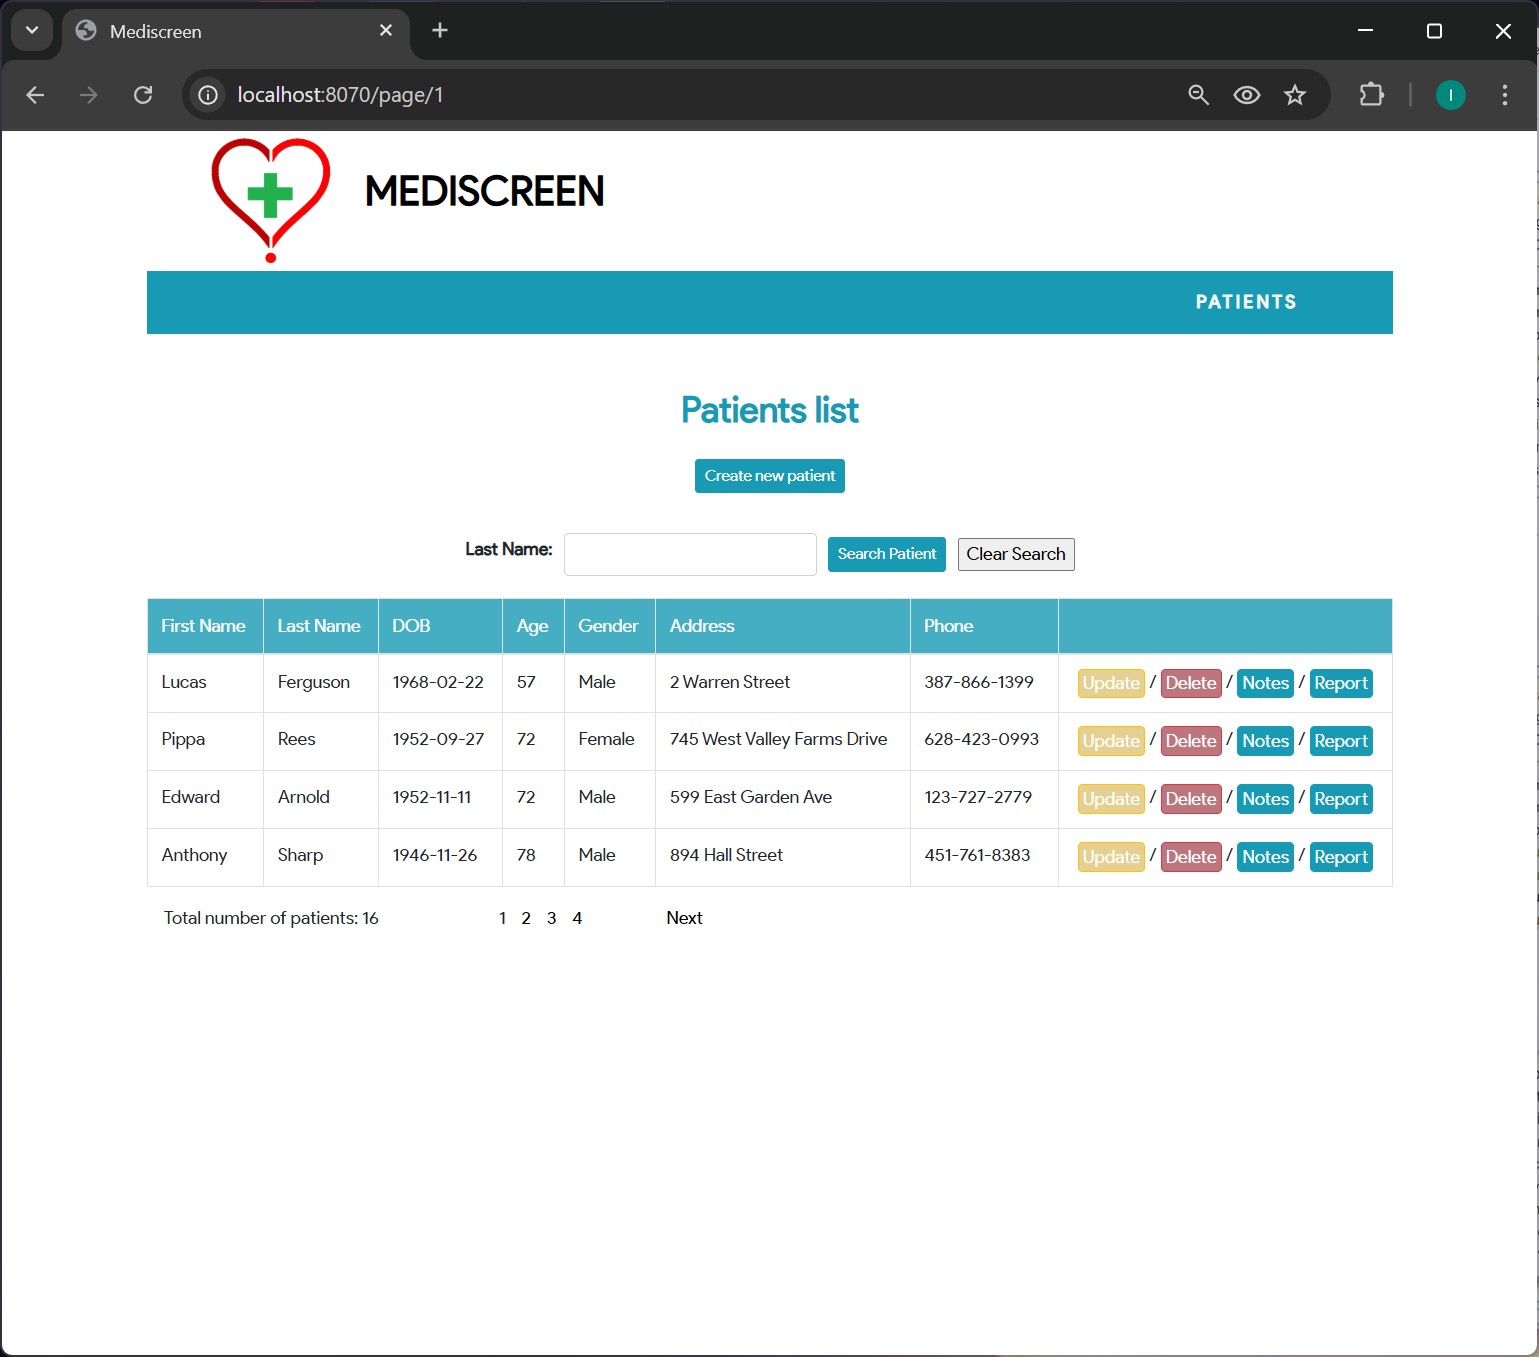 Mediscreen
localhost:8070/page/1
I
MEDISCREEN
PATIENTS
Patients list
Create new patient
Last Name: Search Patient Clear Search
First Name Last Name DOB Age Gender Address Phone
Lucas Ferguson 1968-02-22 57 Male 2 Warren Street 387-866-1399 Update / Delete / Notes / Report
Pippa Rees 1952-09-27 72 Female 745 West Valley Farms Drive 628-423-0993 Update / Delete / Notes / Report
Edward Arnold 1952-11-11 72 Male 599 East Garden Ave 123-727-2779 Update / Delete / Notes / Report
Anthony Sharp 1946-11-26 78 Male 894 Hall Street 451-761-8383 Update / Delete / Notes / Report
Total number of patients: 16 1 2 3 4 Next